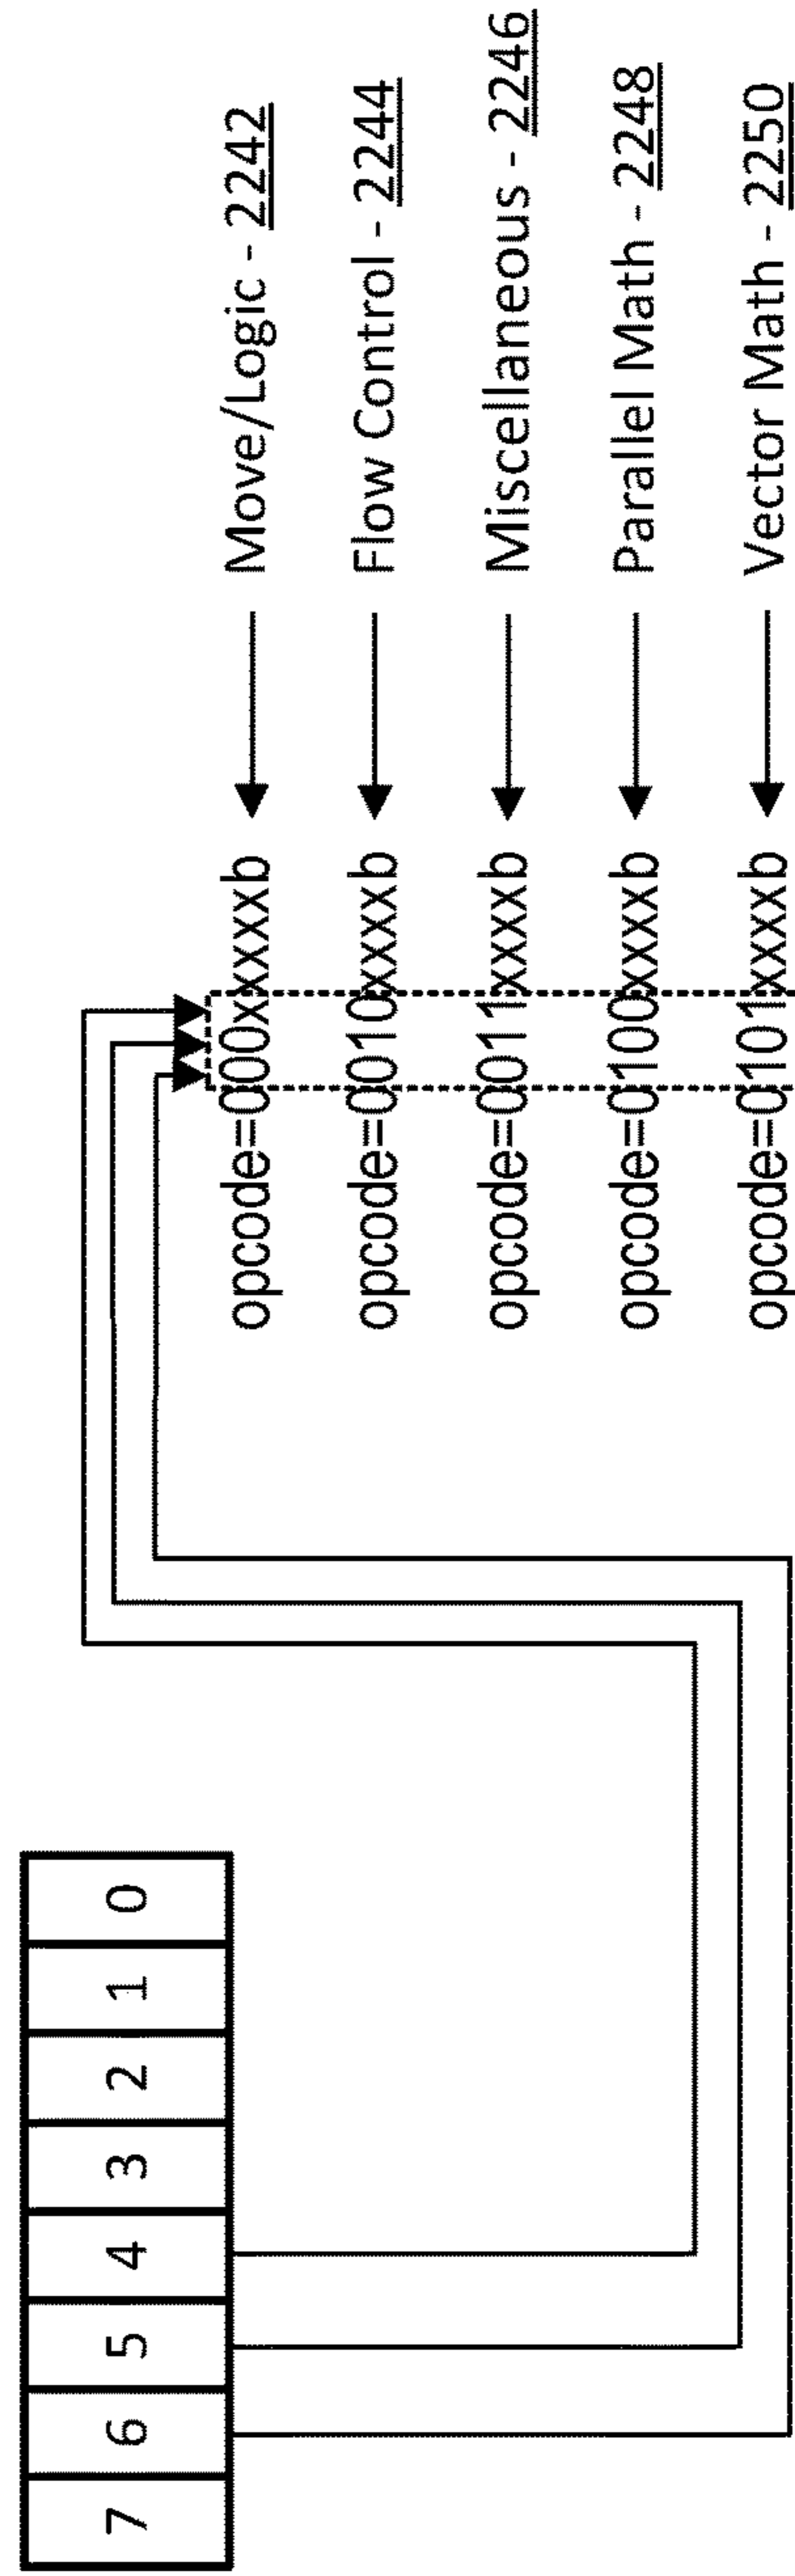 7 6 5 4 3 2 1 0
opcode=000xxxxxb Move/Logic - 2242
opcode=0010xxxxb Flow Control - 2244
opcode=0011xxxxb Miscellaneous - 2246
opcode=0100xxxxb Parallel Math - 2248
opcode=0101xxxxb Vector Math - 2250